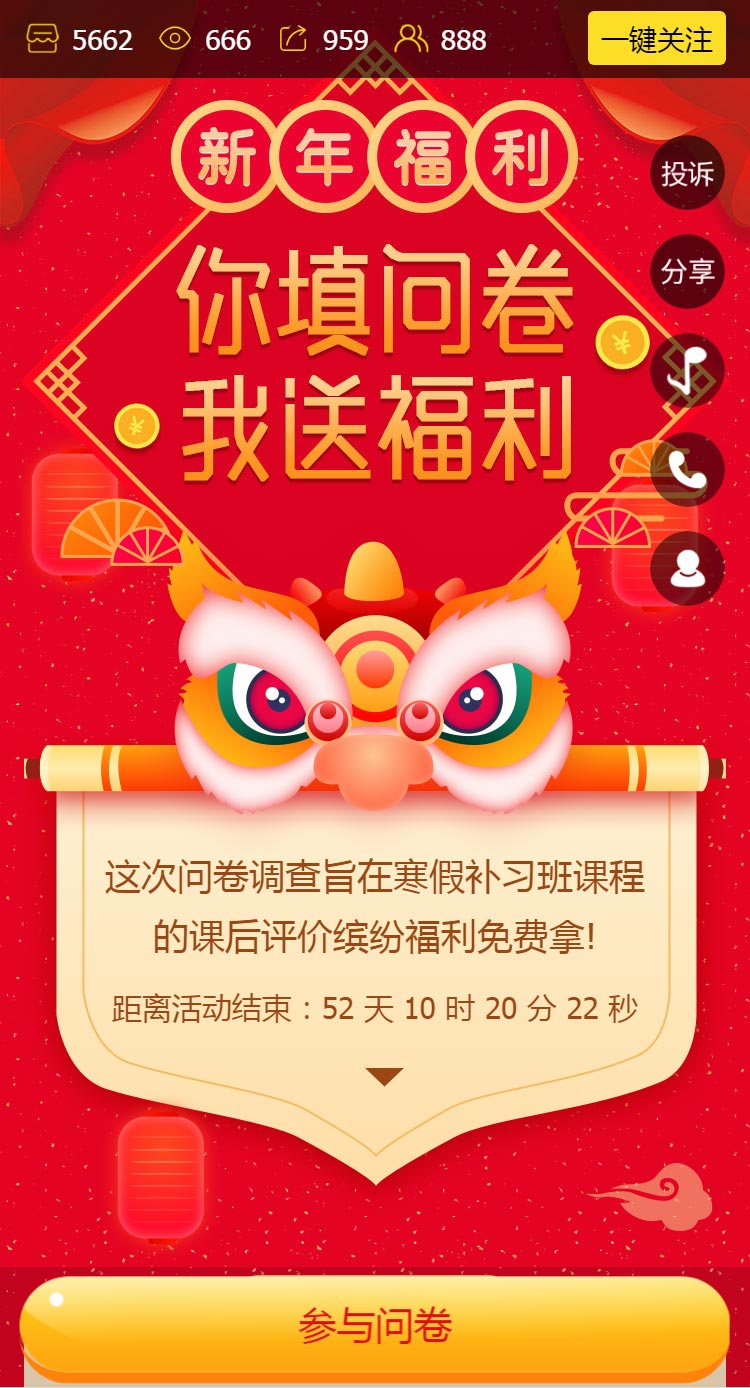 5662 666 959 888 一键关注
新年福利
投诉
你填问卷
分享
我送福利
这次问卷调查旨在寒假补习班课程
的课后评价缤纷福利免费拿!
距离活动结束：52 天 10 时 20 分 22 秒
参与问卷